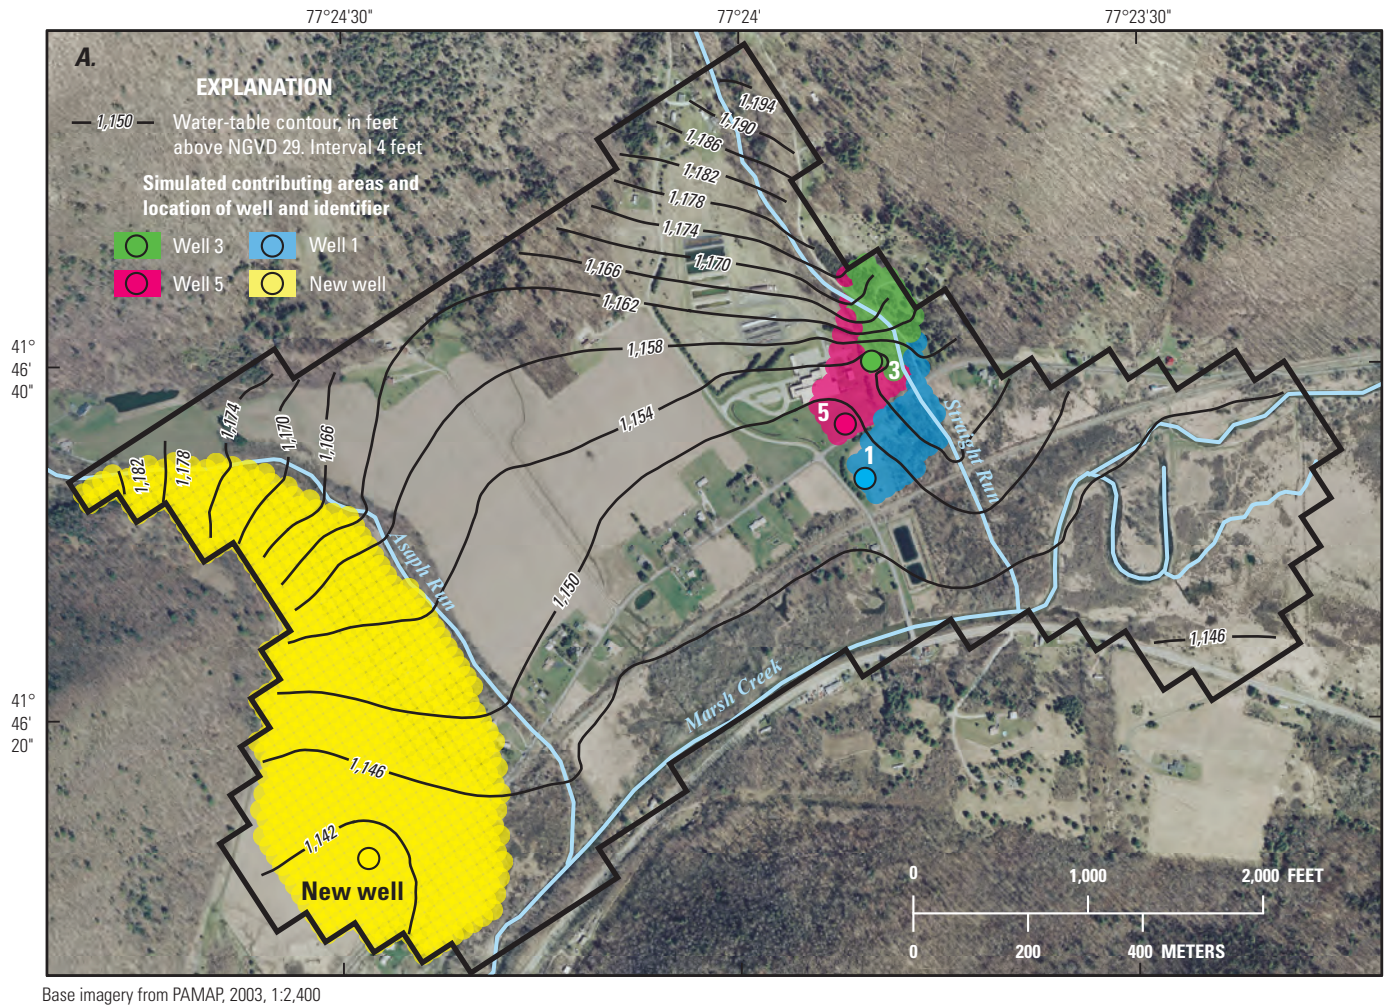 77°24'30"
77°24'
77°23'30"
A.
EXPLANATION
1,150
Water-table contour, in feet
above NGVD 29. Interval 4 feet
Simulated contributing areas and
location of well and identifier
Well 3
Well 1
Well 5
New well
1,194
1,190
1,186
1,182
1,178
1,174
1,170
1,166
1,162
1,158
1,154
1,150
1,174
1,170
1,166
1,182
1,178
41°
46'
40"
3
5
1
Straight Run
Asaph Run
Marsh Creek
1,146
41°
46'
20"
1,146
1,142
New well
0
1,000
2,000 FEET
0
200
400 METERS
Base imagery from PAMAP, 2003, 1:2,400